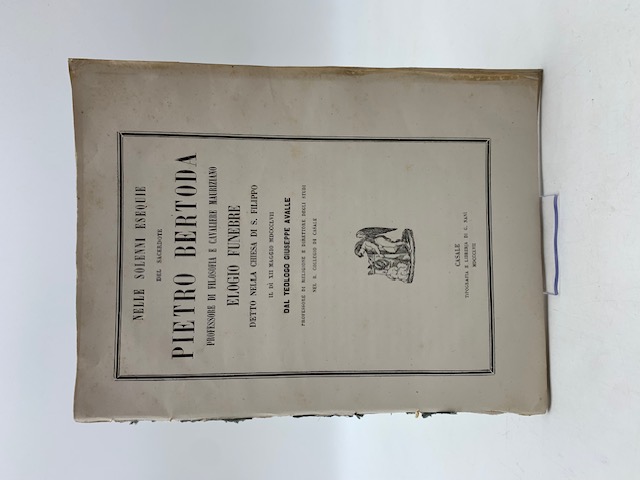 NELLE SOLENNI ESEQUIE
DEL SACERDOTE
PIETRO BERTODA
PROFESSORE DI FILOSOFIA E CAVALIERE MAURIZIANO
ELOGIO FUNEBRE
DETTO NELLA CHIESA DI S. FILIPPO
IL DÌ XII MAGGIO MDCCCLVII
DAL TEOLOGO GIUSEPPE AVALLE
PROFESSORE DI RELIGIONE E DIRETTORE DEGLI STUDI
NEL R. COLLEGIO DI CASALE
CASALE
TIPOGRAFIA E LIBRERIA DI G. NANI
MDCCCLVII